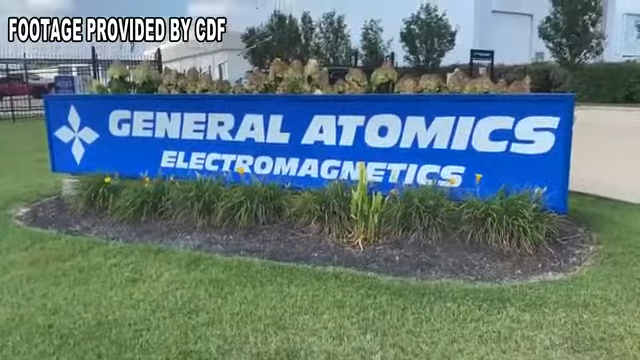 FOOTAGE PROVIDED BY CDF
GENERAL ATOMICS
ELECTROMAGNETICS